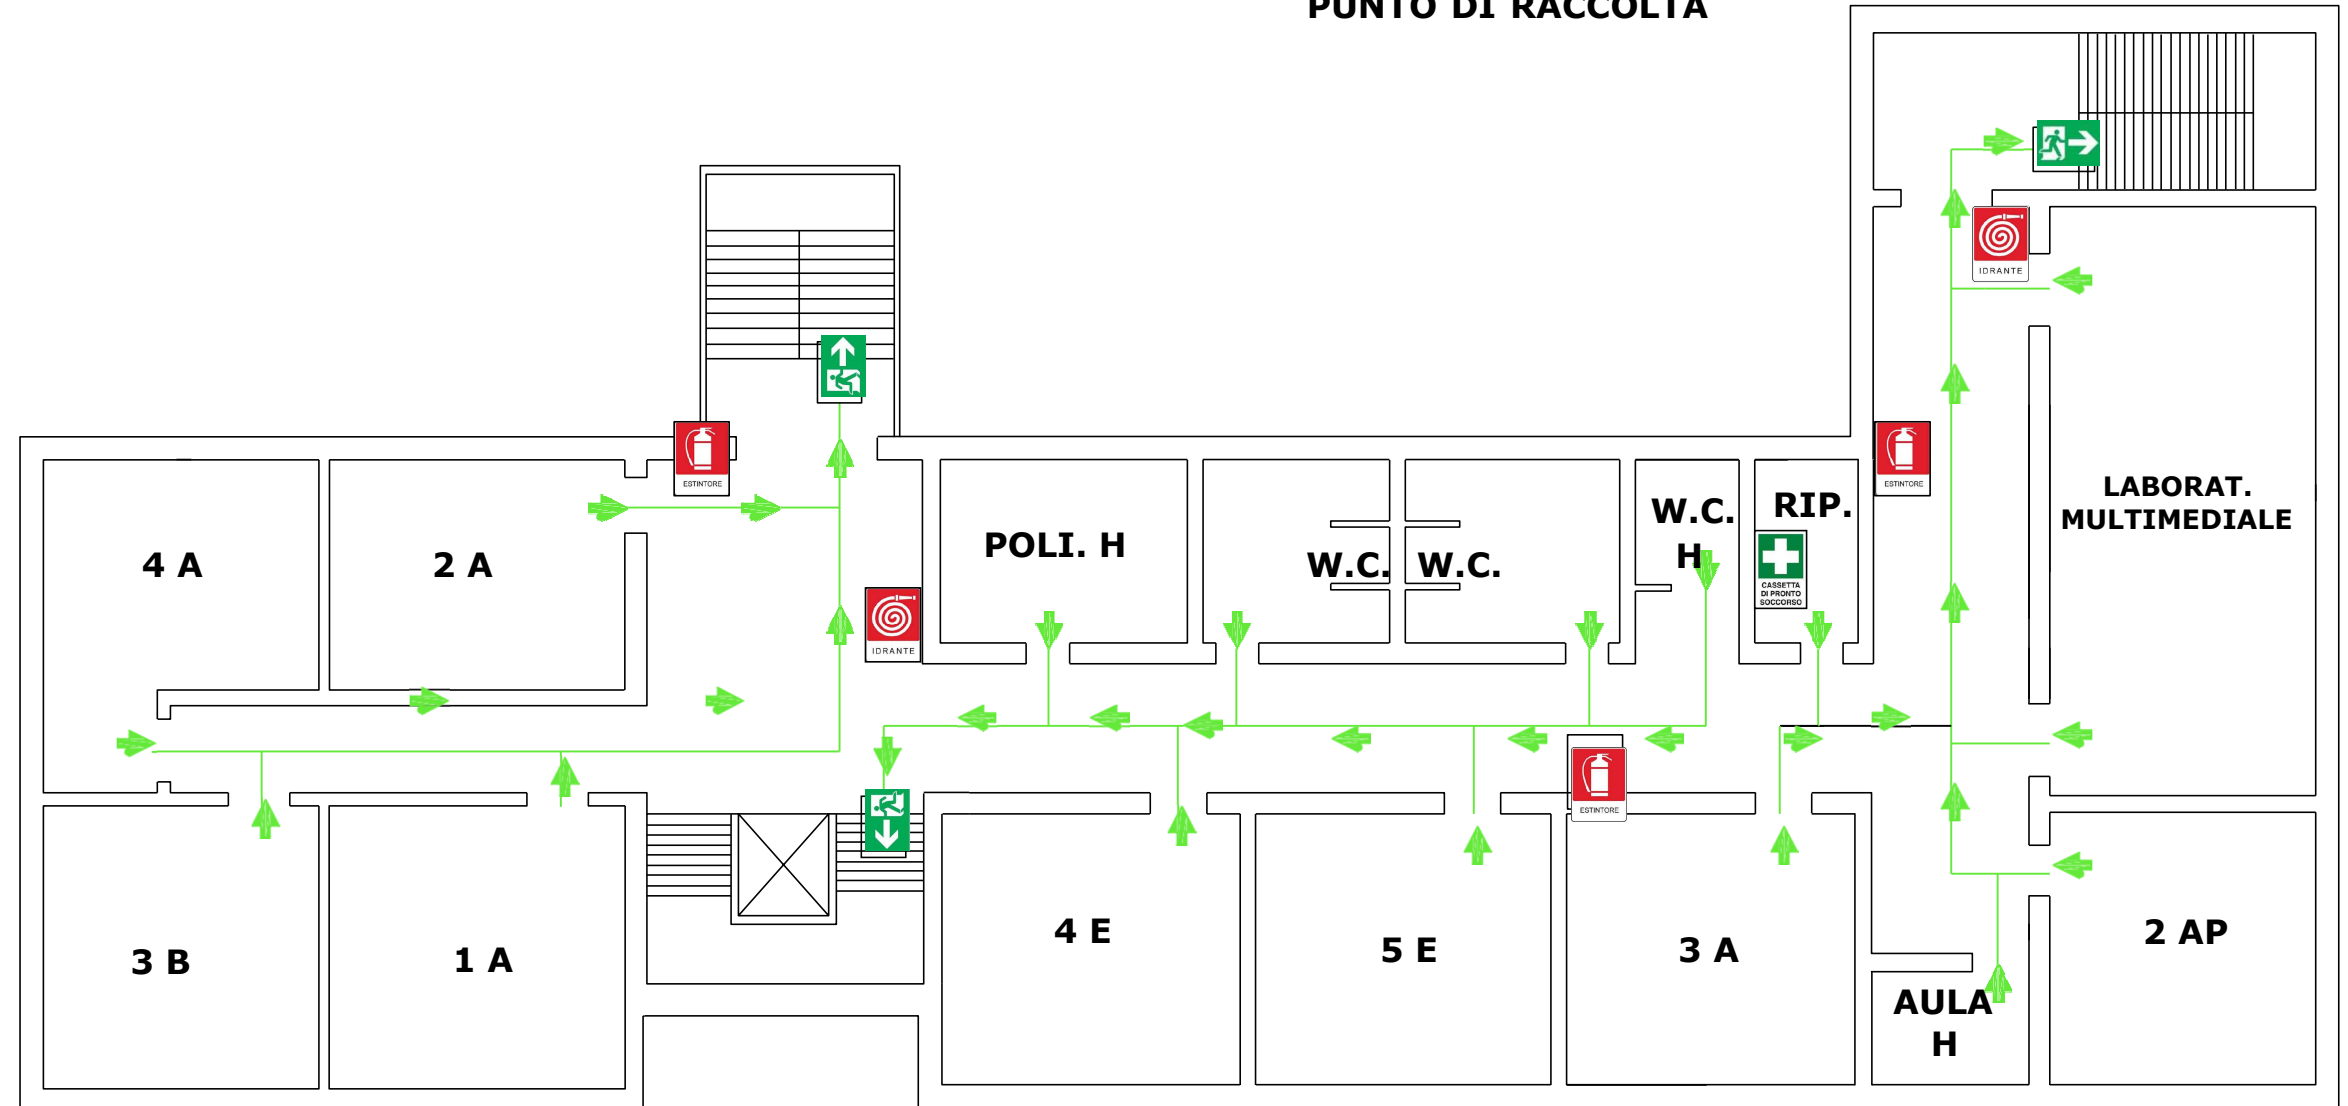 PUNTO DI RACCOLTA
IDRANTE
ESTINTORE
ESTINTORE
LABORAT.
MULTIMEDIALE
4 A
2 A
POLI. H
W.C.
W.C.
W.C.
H
RIP.
CASSETTA
DI PRONTO
SOCCORSO
IDRANTE
ESTINTORE
3 B
1 A
4 E
5 E
3 A
2 AP
AULA
H